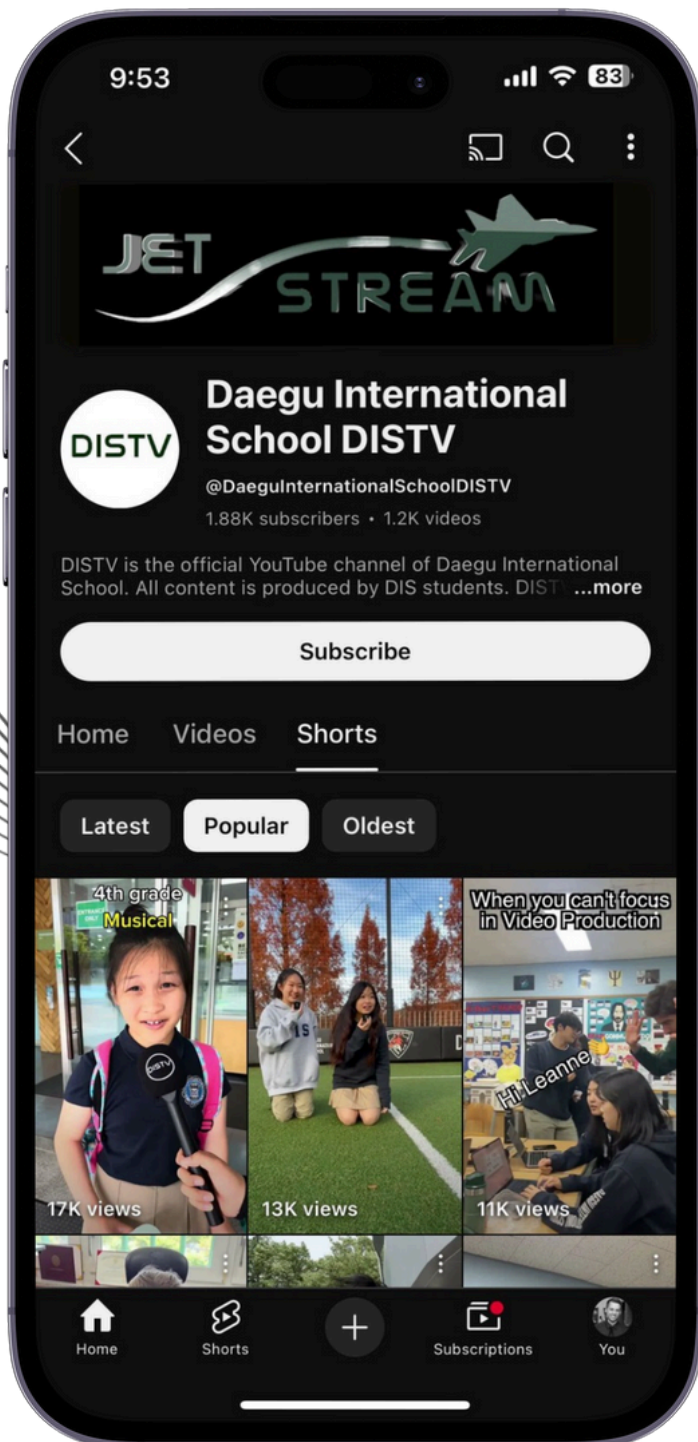 9:53
83
JET
STREAM
DISTV
Daegu International
School DISTV
@DaeguInternationalSchoolDISTV
1.88K subscribers • 1.2K videos
DISTV is the official YouTube channel of Daegu International
School. All content is produced by DIS students. DIST ...more
Subscribe
Home Videos Shorts
Latest Popular Oldest
4th grade
Musical
ENTRANCE
ONLY
DISTV
17K views
IS
13K views
When you can't focus
in Video Production
Hi Leanne
11K views
Home Shorts Subscriptions You